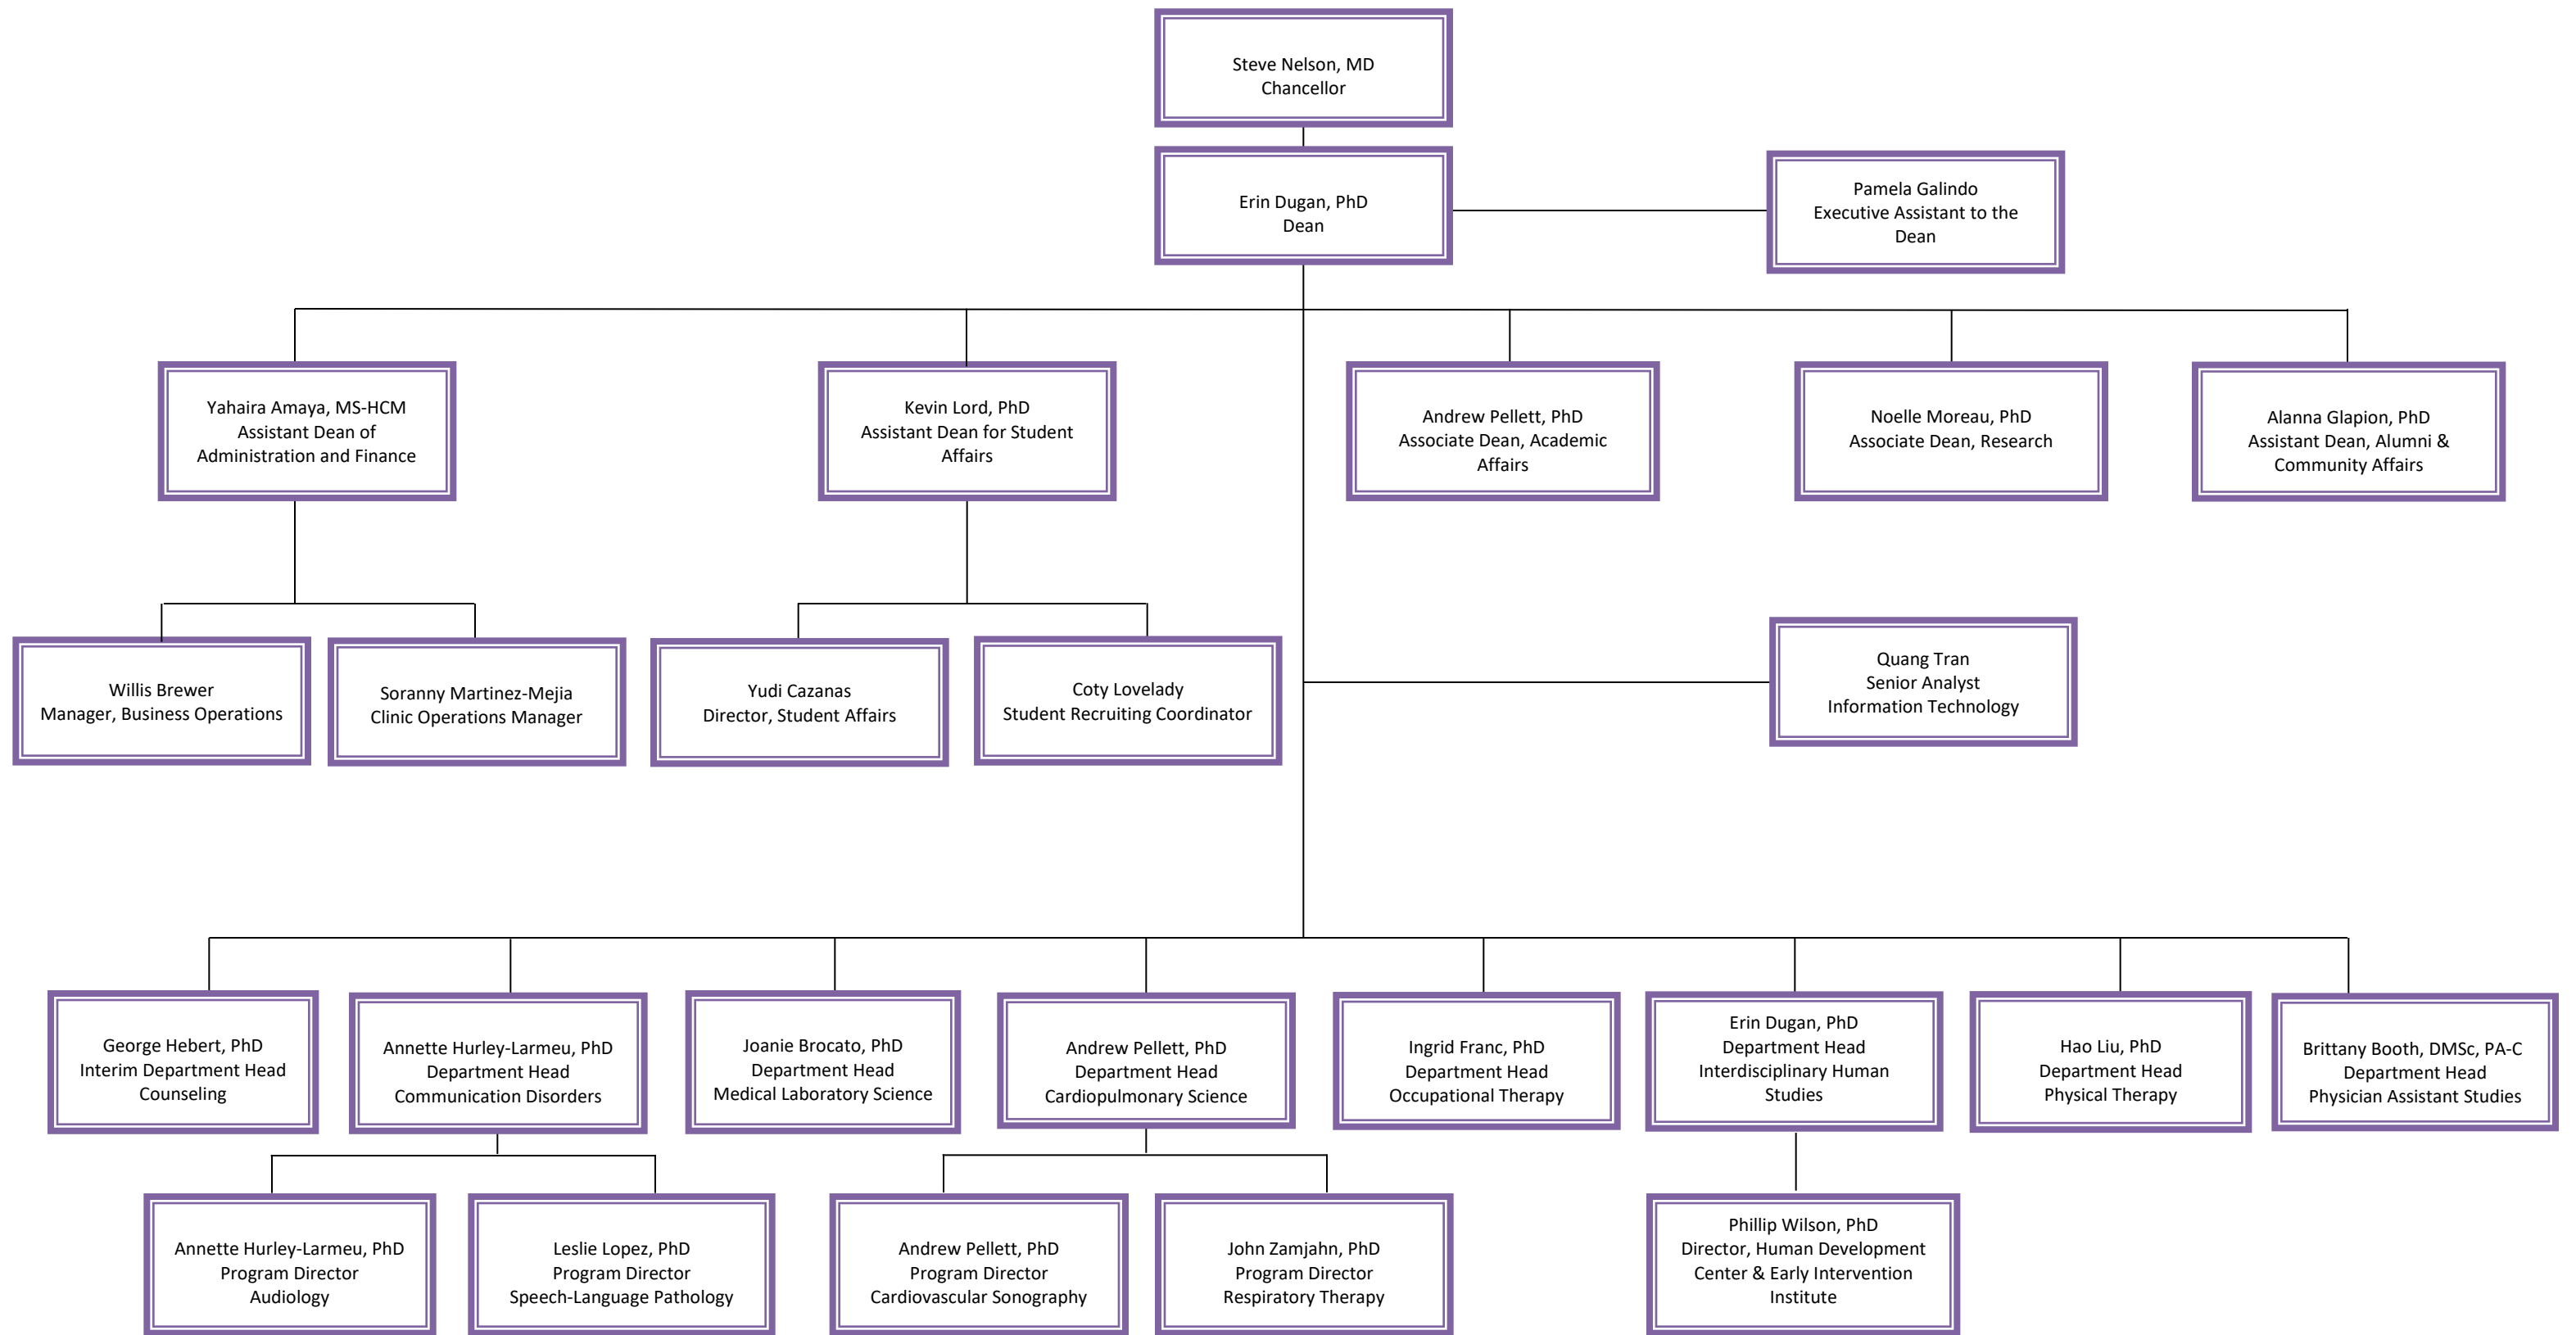 Steve Nelson, MD
Chancellor
Erin Dugan, PhD
Dean
Pamela Galindo
Executive Assistant to the
Dean
Yahaira Amaya, MS-HCM
Assistant Dean of
Administration and Finance
Kevin Lord, PhD
Assistant Dean for Student
Affairs
Andrew Pellett, PhD
Associate Dean, Academic
Affairs
Noelle Moreau, PhD
Associate Dean, Research
Alanna Glapion, PhD
Assistant Dean, Alumni &
Community Affairs
Willis Brewer
Manager, Business Operations
Soranny Martinez-Mejia
Clinic Operations Manager
Yudi Cazanas
Director, Student Affairs
Coty Lovelady
Student Recruiting Coordinator
Quang Tran
Senior Analyst
Information Technology
George Hebert, PhD
Interim Department Head
Counseling
Annette Hurley-Larmeu, PhD
Department Head
Communication Disorders
Joanie Brocato, PhD
Department Head
Medical Laboratory Science
Andrew Pellett, PhD
Department Head
Cardiopulmonary Science
Ingrid Franc, PhD
Department Head
Occupational Therapy
Erin Dugan, PhD
Department Head
Interdisciplinary Human
Studies
Hao Liu, PhD
Department Head
Physical Therapy
Brittany Booth, DMSc, PA-C
Department Head
Physician Assistant Studies
Annette Hurley-Larmeu, PhD
Program Director
Audiology
Leslie Lopez, PhD
Program Director
Speech-Language Pathology
Andrew Pellett, PhD
Program Director
Cardiovascular Sonography
John Zamjahn, PhD
Program Director
Respiratory Therapy
Phillip Wilson, PhD
Director, Human Development
Center & Early Intervention
Institute